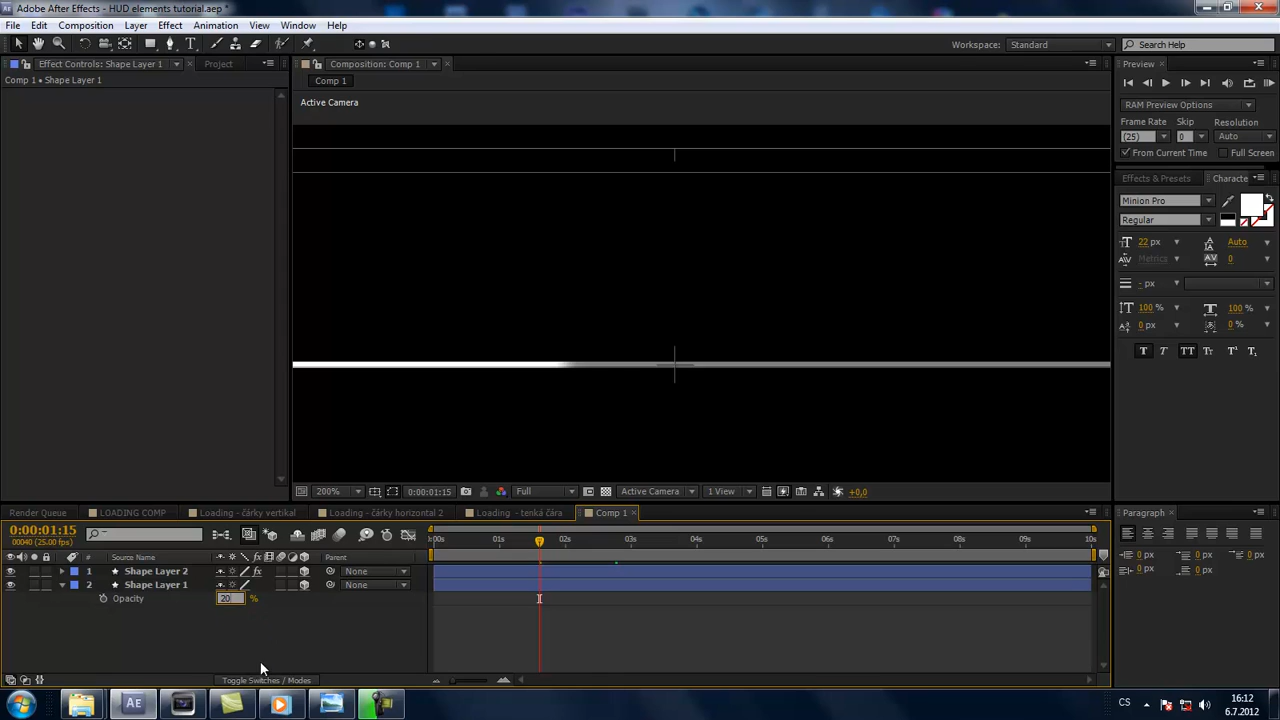 Adobe After Effects - HUD elements tutorial.aep *
File Edit Composition Layer Effect Animation View Window Help
Workspace: Standard Search Help
Effect Controls: Shape Layer 1 Project
Composition: Comp 1
Preview
Comp 1 • Shape Layer 1
Comp 1
Active Camera
RAM Preview Options
Frame Rate Skip Resolution
(25) 0 Auto
From Current Time Full Screen
Effects & Presets Characte
Minion Pro
Regular
22 px Auto
Metrics 0
- px
100 % 100 %
0 px 0 %
T T TT Tr T¹ T₁
200% 0:00:01:15 Full Active Camera 1 View +0,0
Render Queue LOADING COMP Loading - čárky vertikal Loading - čárky horizontal 2 Loading - tenká čára Comp 1
Paragraph
0:00:01:15
00040 (25.00 fps)
:00s 01s 02s 03s 04s 05s 06s 07s 08s 09s 10s
# Source Name Parent
1 Shape Layer 2 None
2 Shape Layer 1 None
Opacity 20 %
0 px 0 px 0 px
0 px 0 px
Toggle Switches / Modes
CS 16:12
6.7.2012